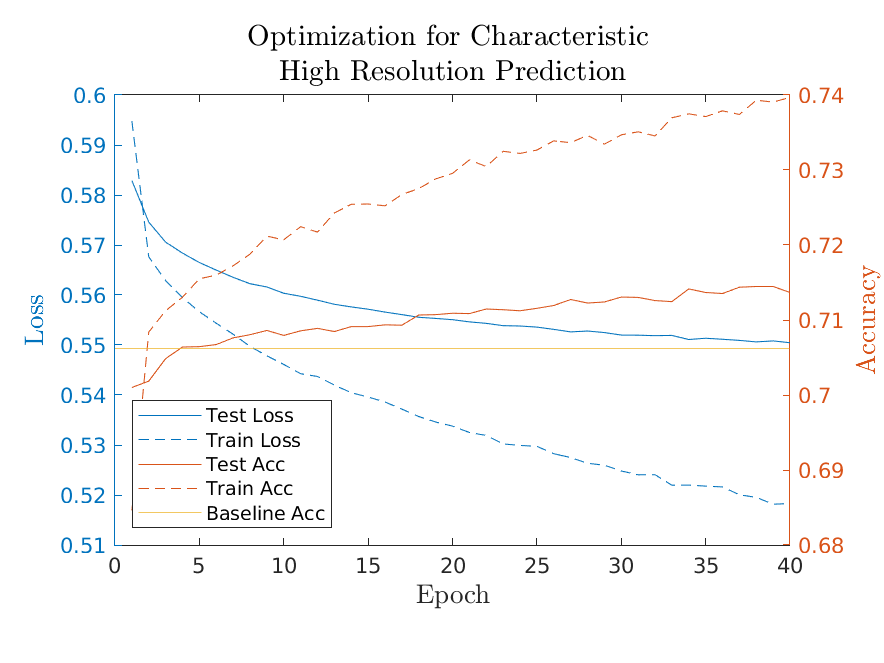 Optimization for Characteristic
High Resolution Prediction
0.6
0.59
0.58
0.57
0.56
0.55
0.54
0.53
0.52
0.51
Loss
0.74
0.73
0.72
0.71
0.7
0.69
0.68
Accuracy
Test Loss
Train Loss
Test Acc
Train Acc
Baseline Acc
0 5 10 15 20 25 30 35 40
Epoch